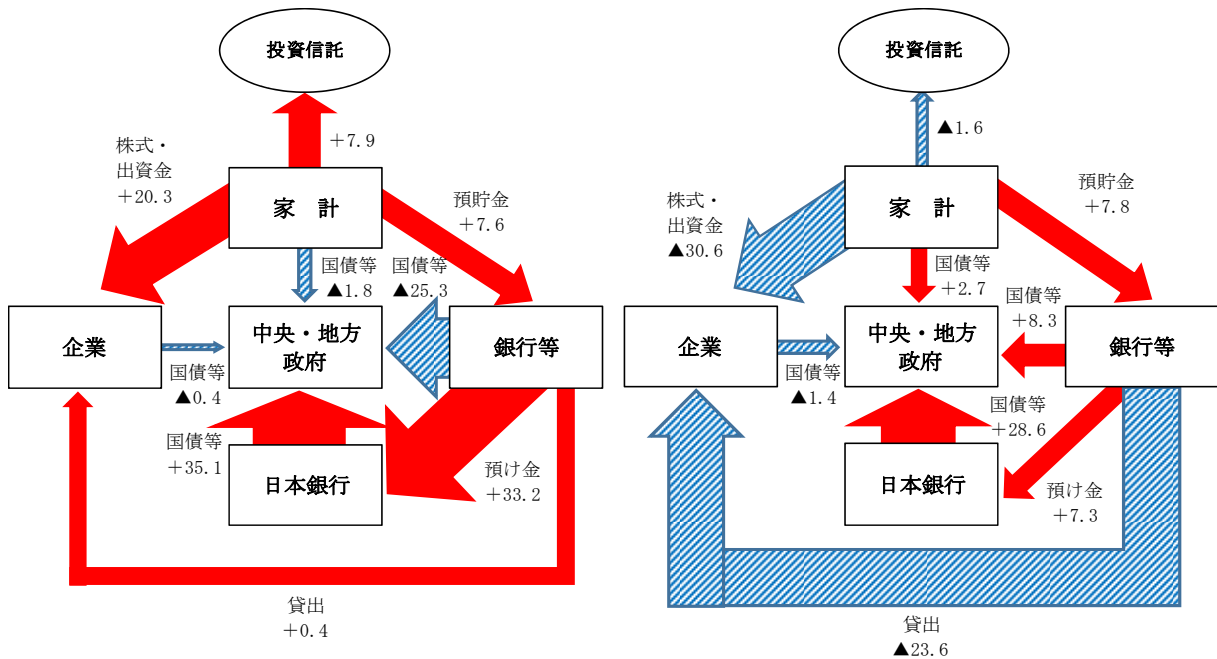 投資信託
＋7.9
株式・
出資金
＋20.3
家　計
預貯金
＋7.6
国債等
▲1.8
国債等
▲25.3
企業
中央・地方
政府
銀行等
国債等
▲0.4
国債等
＋35.1
日本銀行
預け金
＋33.2
貸出
＋0.4
投資信託
▲1.6
株式・
出資金
▲30.6
家　計
預貯金
＋7.8
国債等
＋2.7
国債等
＋8.3
企業
中央・地方
政府
銀行等
国債等
▲1.4
国債等
＋28.6
日本銀行
預け金
＋7.3
貸出
▲23.6